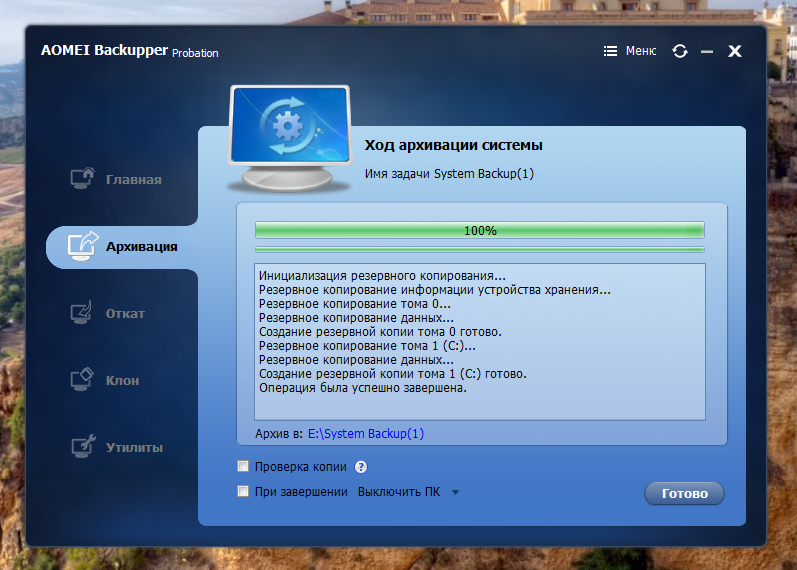 AOMEI Backupper Probation
Меню
Ход архивации системы
Имя задачи System Backup(1)
Главная
Архивация
Откат
Клон
Утилиты
100%
Инициализация резервного копирования...
Резервное копирование информации устройства хранения...
Резервное копирование тома 0...
Резервное копирование данных...
Создание резервной копии тома 0 готово.
Резервное копирование тома 1 (C:)...
Резервное копирование данных...
Создание резервной копии тома 1 (C:) готово.
Операция была успешно завершена.
Архив в: E:\System Backup(1)
Проверка копии ?
При завершении Выключить ПК
Готово